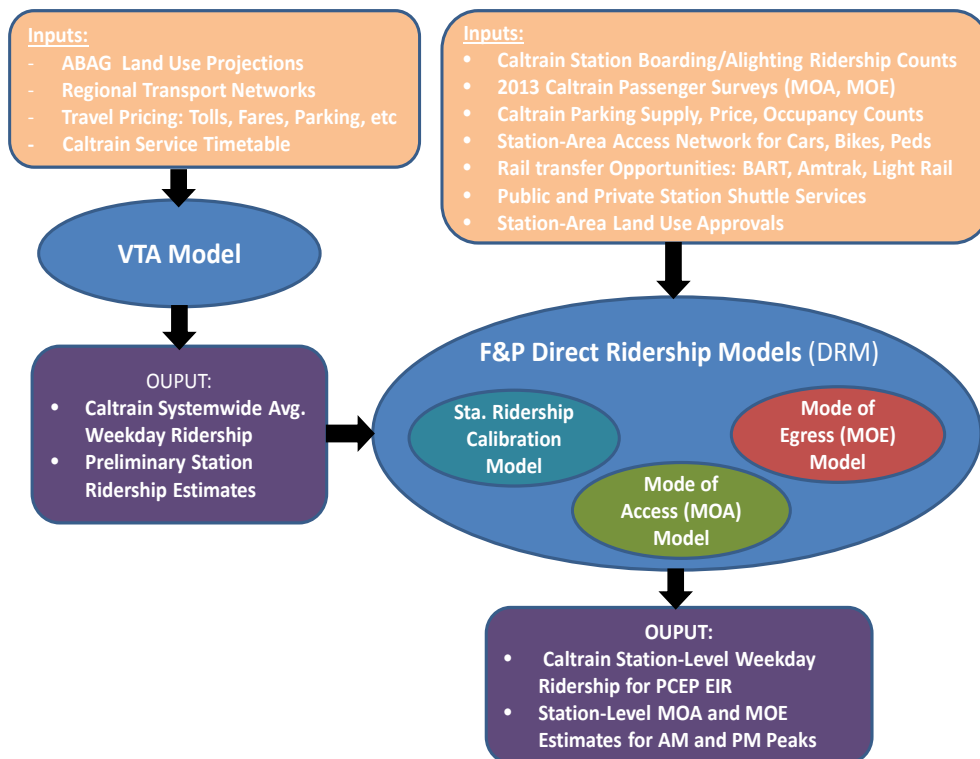 Inputs:
- ABAG Land Use Projections
- Regional Transport Networks
- Travel Pricing: Tolls, Fares, Parking, etc
- Caltrain Service Timetable
VTA Model
OUPUT:
• Caltrain Systemwide Avg.
Weekday Ridership
• Preliminary Station
Ridership Estimates
Inputs:
• Caltrain Station Boarding/Alighting Ridership Counts
• 2013 Caltrain Passenger Surveys (MOA, MOE)
• Caltrain Parking Supply, Price, Occupancy Counts
• Station-Area Access Network for Cars, Bikes, Peds
• Rail transfer Opportunities: BART, Amtrak, Light Rail
• Public and Private Station Shuttle Services
• Station-Area Land Use Approvals
F&P Direct Ridership Models (DRM)
Sta. Ridership
Calibration
Model
Mode of
Access (MOA)
Model
Mode of
Egress (MOE)
Model
OUPUT:
• Caltrain Station-Level Weekday
Ridership for PCEP EIR
• Station-Level MOA and MOE
Estimates for AM and PM Peaks